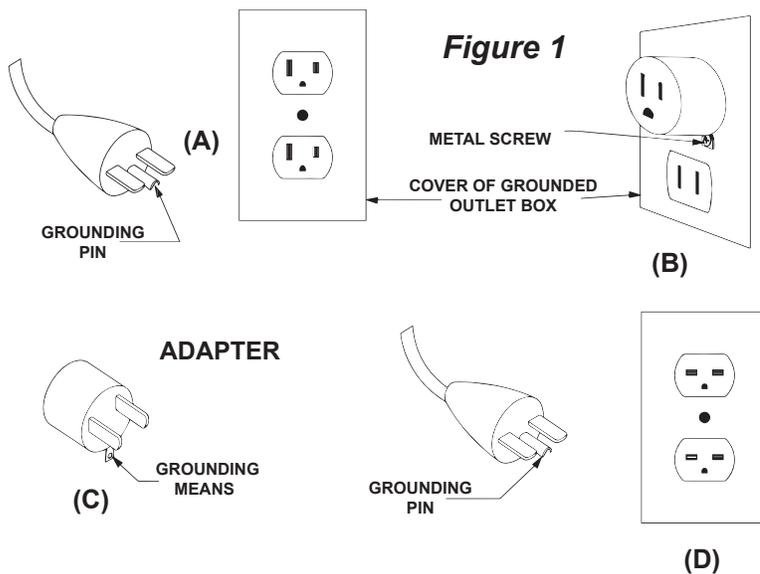 Figure 1
(A)
METAL SCREW
COVER OF GROUNDED
OUTLET BOX
GROUNDING
PIN
(B)
ADAPTER
GROUNDING
MEANS
(C)
GROUNDING
PIN
(D)